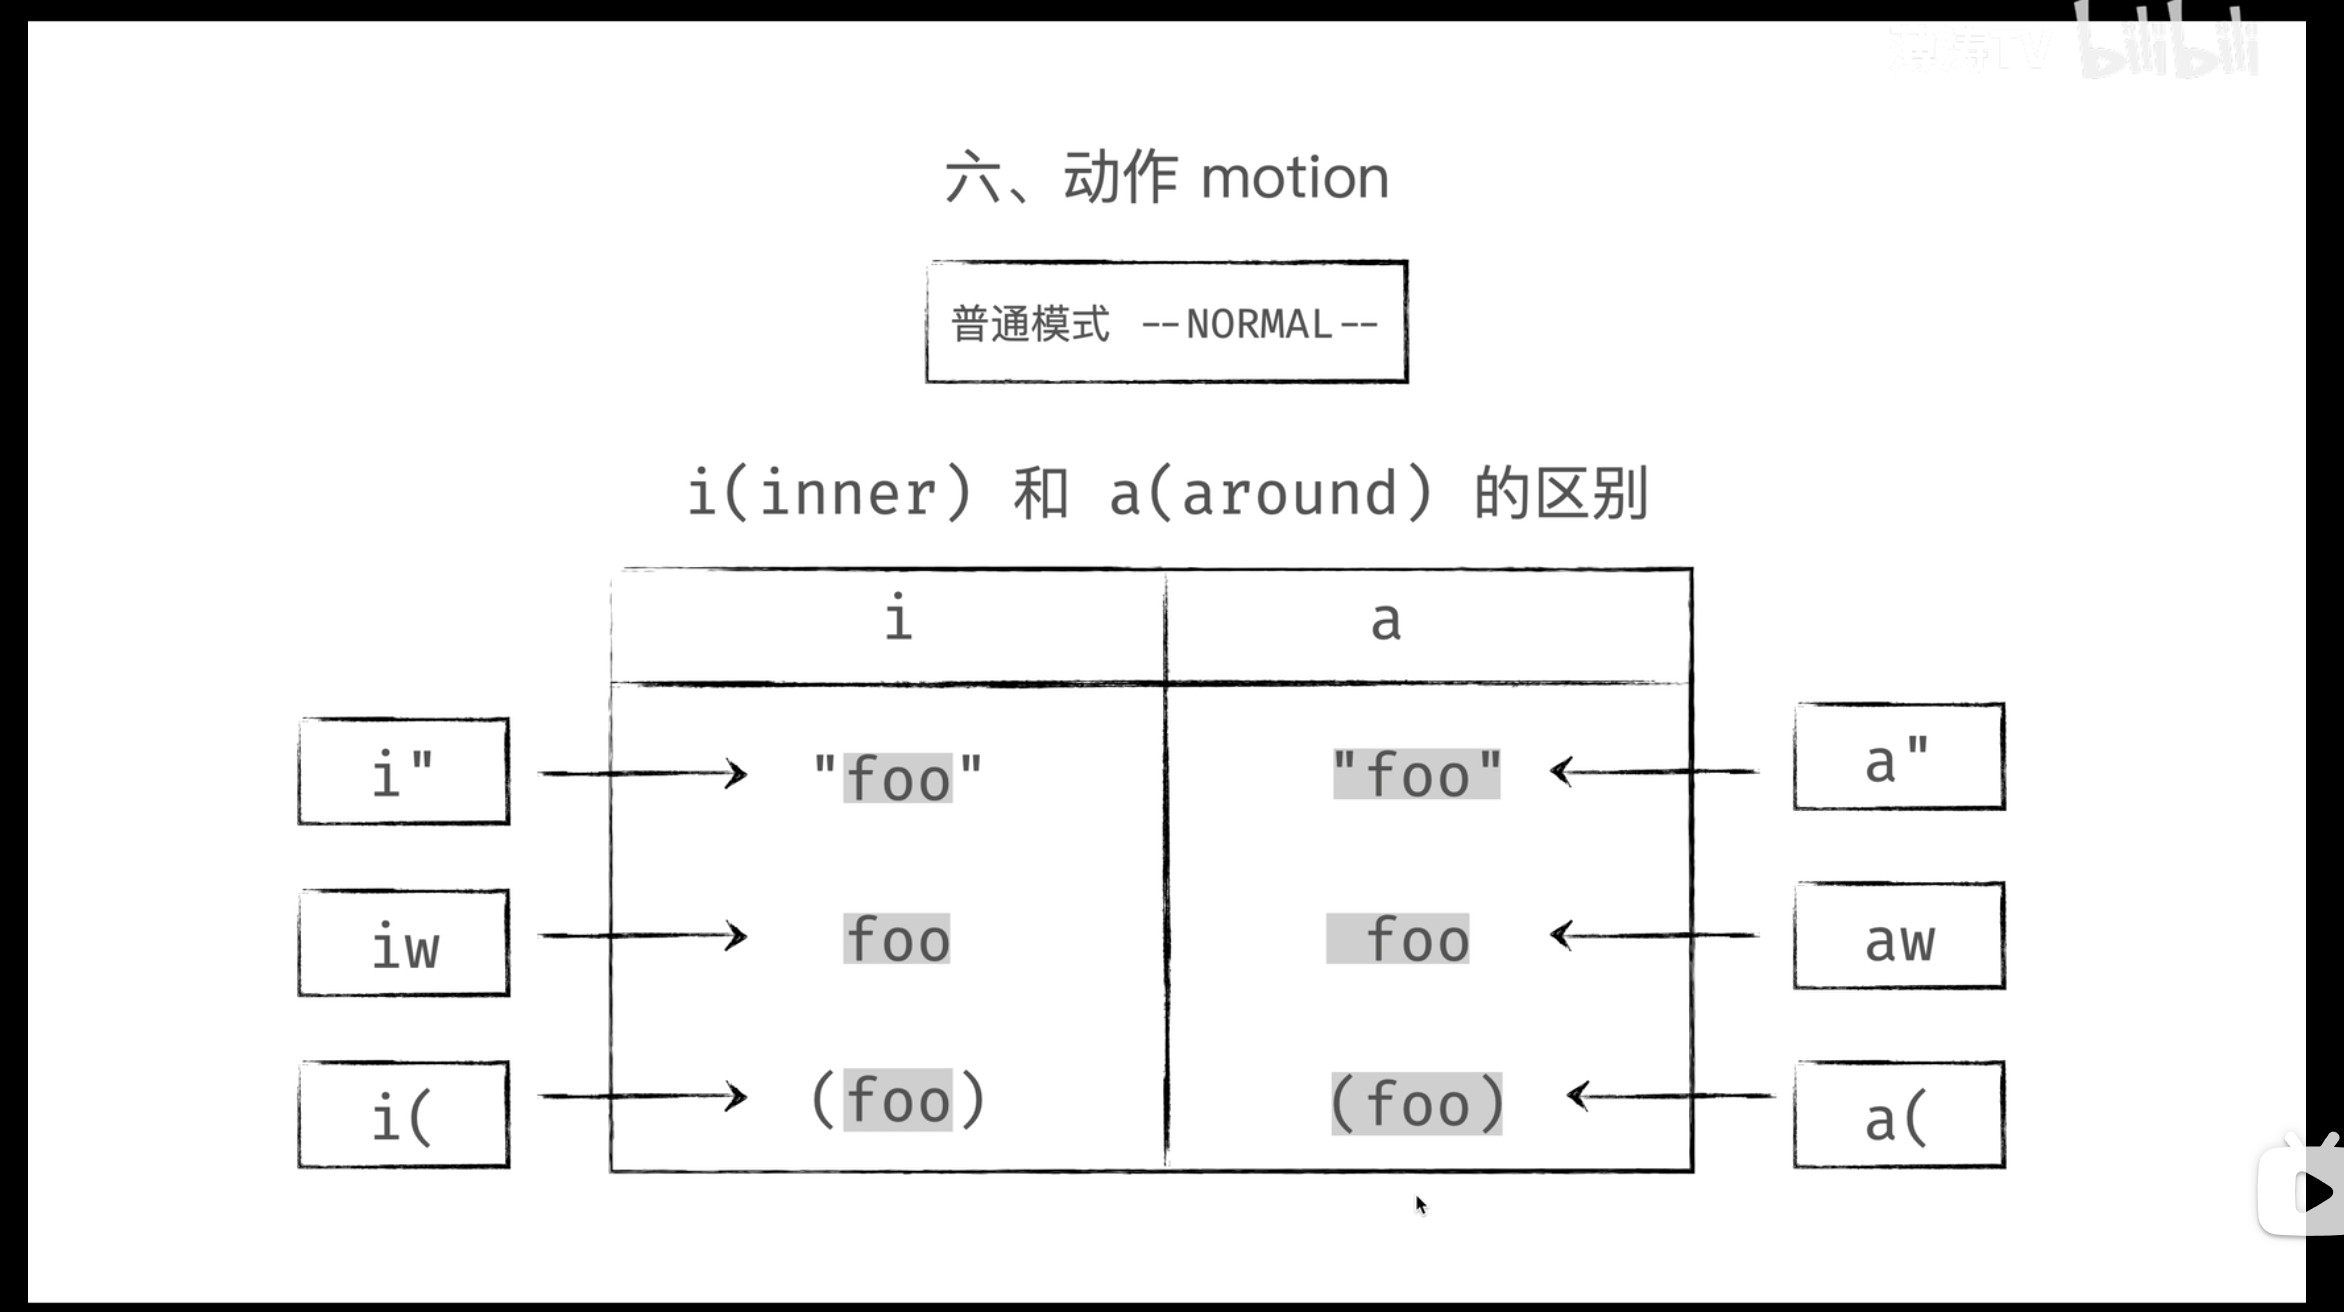 bilibili
六、动作 motion
普通模式 --NORMAL--
i(inner) 和 a(around) 的区别
i a
i" "foo" "foo" a"
iw foo foo aw
i( (foo) (foo) a(